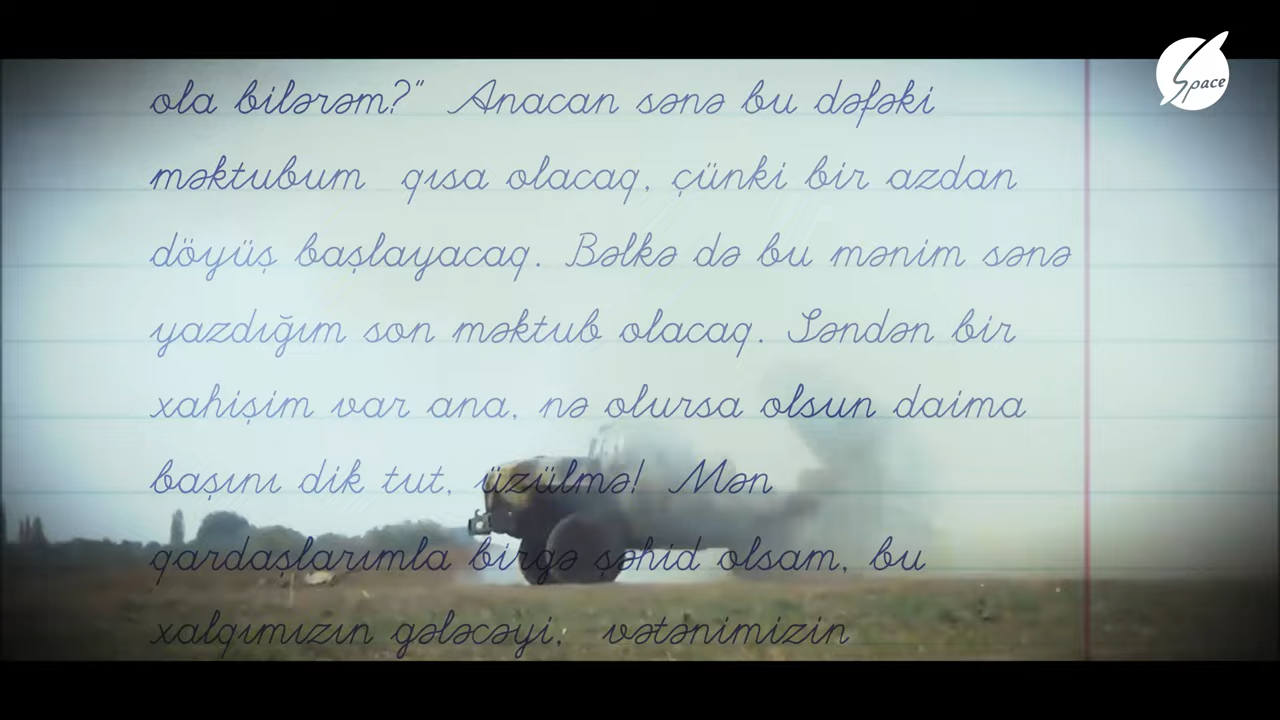 Space
ola bilərəm?" Anacan sənə bu dəfəki
məktubum qısa olacaq, çünki bir azdan
döyüş başlayacaq. Bəlkə də bu mənim sənə
yazdığım son məktub olacaq. Səndən bir
xahişim var ana, nə olursa olsun daima
başını dik tut, üzülmə! Mən
qardaşlarımla birgə şəhid olsam, bu
xalqımızın gələcəyi, vətənimizin